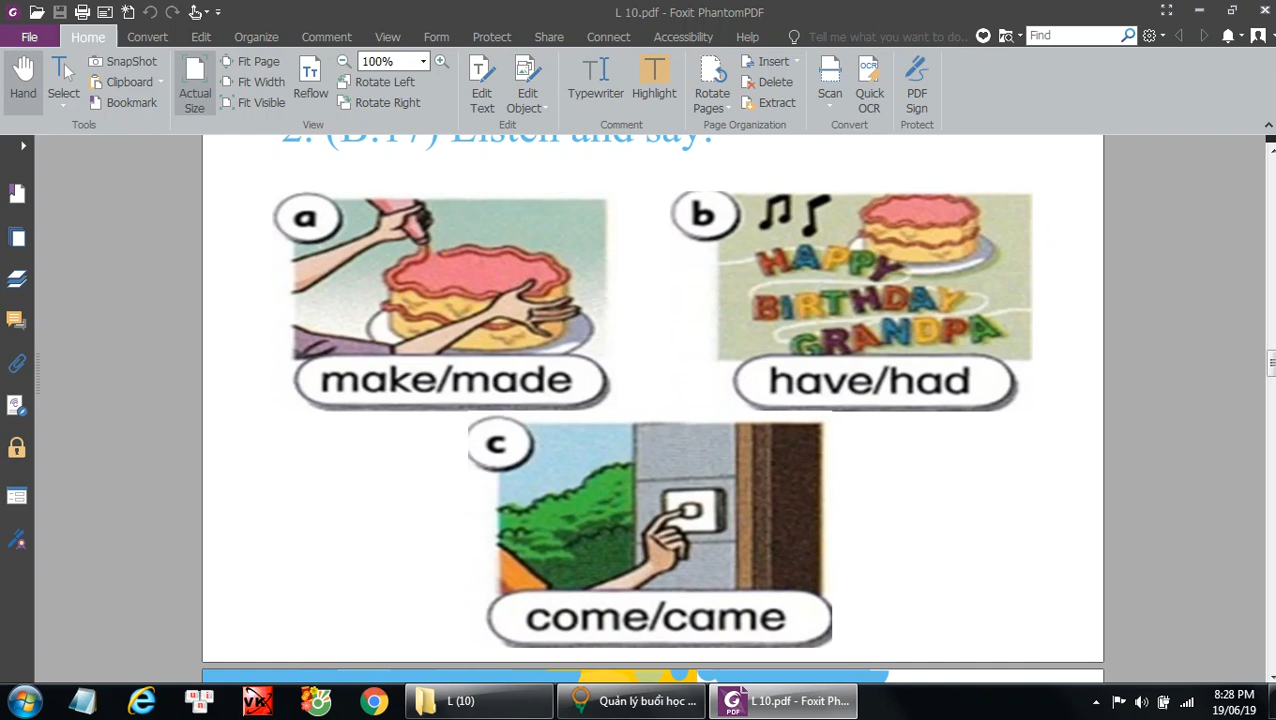 L 10.pdf - Foxit PhantomPDF
File Home Convert Edit Organize Comment View Form Protect Share Connect Accessibility Help Tell me what you want to do.. Find
Hand Select SnapShot Clipboard Bookmark Actual Size Fit Page Fit Width Fit Visible Reflow 100% Rotate Left Rotate Right Edit Text Edit Object Typewriter Highlight Rotate Pages Insert Delete Extract Scan Quick OCR PDF Sign
Tools View Edit Comment Page Organization Convert Protect
2. (B.17) Listen and say.
a
b
HAPPY
BIRTHDAY
GRANDPA
make/made
have/had
c
come/came
L (10) Quản lý buổi học ... L 10.pdf - Foxit Ph... 8:28 PM
19/06/19